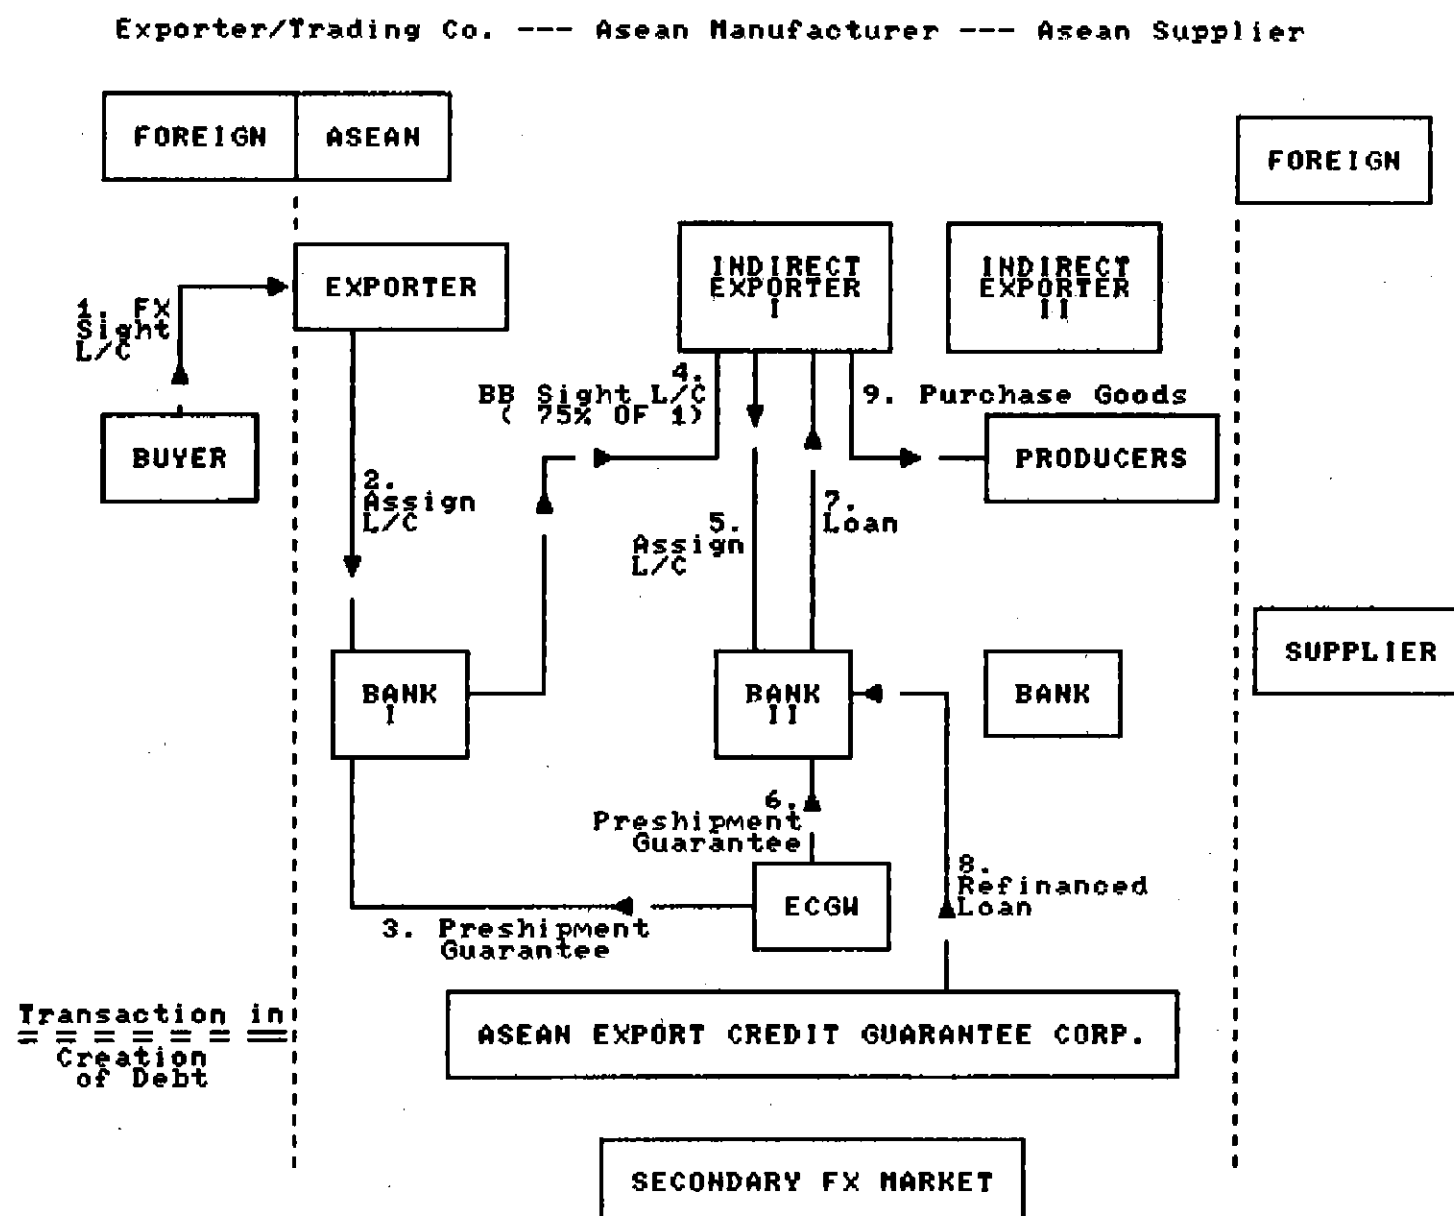 Exporter/Trading Co. --- Asean Manufacturer --- Asean Supplier
FOREIGN ASEAN
FOREIGN
EXPORTER
INDIRECT
EXPORTER
I
INDIRECT
EXPORTER
II
1. FX
Sight
L/C
BUYER
2.
Assign
L/C
4.
BB Sight L/C
( 75% OF 1)
9. Purchase Goods
PRODUCERS
5.
Assign
L/C
7.
Loan
BANK
I
BANK
II
BANK
SUPPLIER
6.
Preshipment
Guarantee
ECGW
3. Preshipment
Guarantee
8.
Refinanced
Loan
Transaction in
Creation
of Debt
ASEAN EXPORT CREDIT GUARANTEE CORP.
SECONDARY FX MARKET